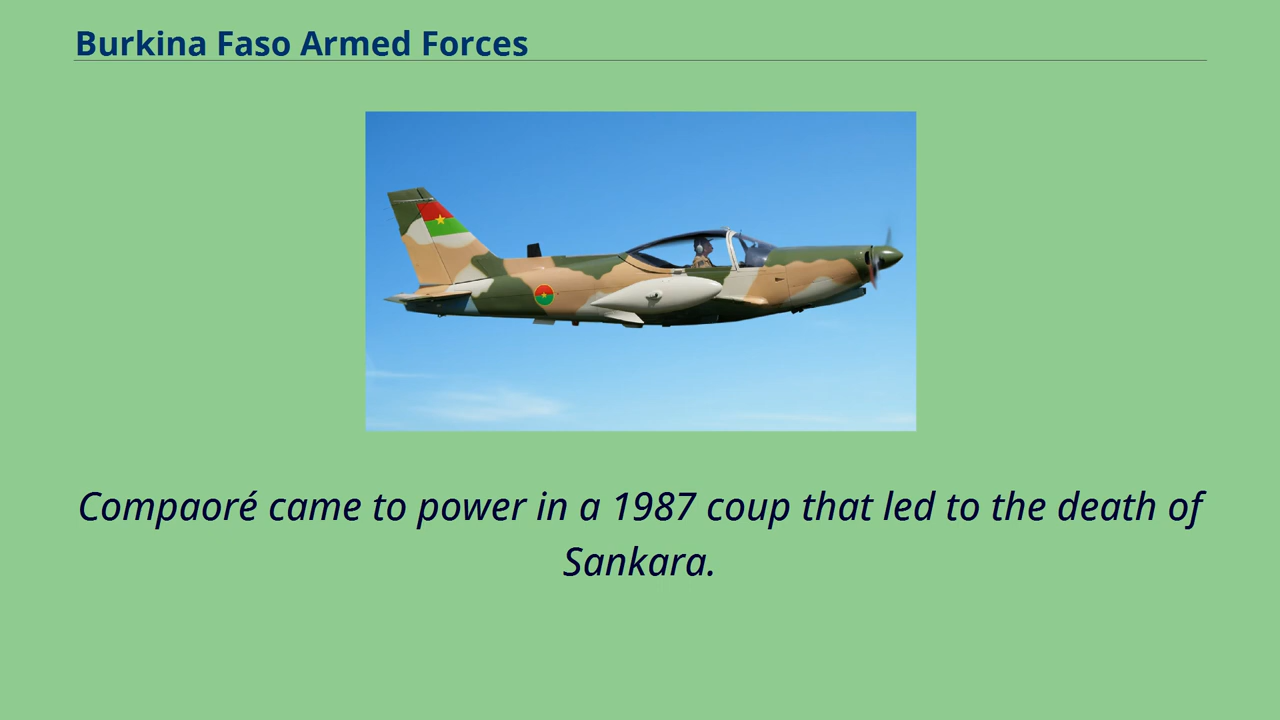 Burkina Faso Armed Forces
Compaoré came to power in a 1987 coup that led to the death of
Sankara.